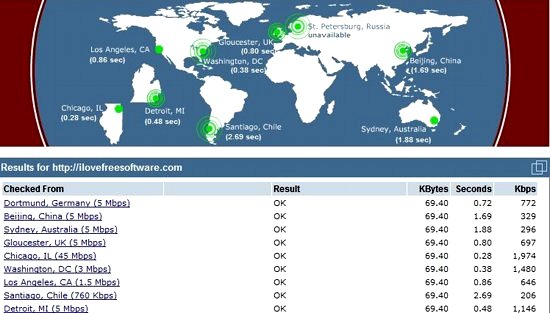 St. Petersburg, Russia
unavailable
Gloucester, UK
(0.80 sec)
Los Angeles, CA
(0.86 sec)
Washington, DC
(0.38 sec)
Beijing, China
(1.69 sec)
Chicago, IL
(0.28 sec)
Detroit, MI
(0.48 sec)
Santiago, Chile
(2.69 sec)
Sydney, Australia
(1.88 sec)
Results for http://ilovefreesoftware.com
Checked From Result KBytes Seconds Kbps
Dortmund, Germany (5 Mbps) OK 69.40 0.72 772
Beijing, China (5 Mbps) OK 69.40 1.69 329
Sydney, Australia (5 Mbps) OK 69.40 1.88 296
Gloucester, UK (5 Mbps) OK 69.40 0.80 697
Chicago, IL (45 Mbps) OK 69.40 0.28 1,974
Washington, DC (3 Mbps) OK 69.40 0.38 1,480
Los Angeles, CA (1.5 Mbps) OK 69.40 0.86 646
Santiago, Chile (760 Kbps) OK 69.40 2.69 206
Detroit, MI (5 Mbps) OK 69.40 0.48 1,146